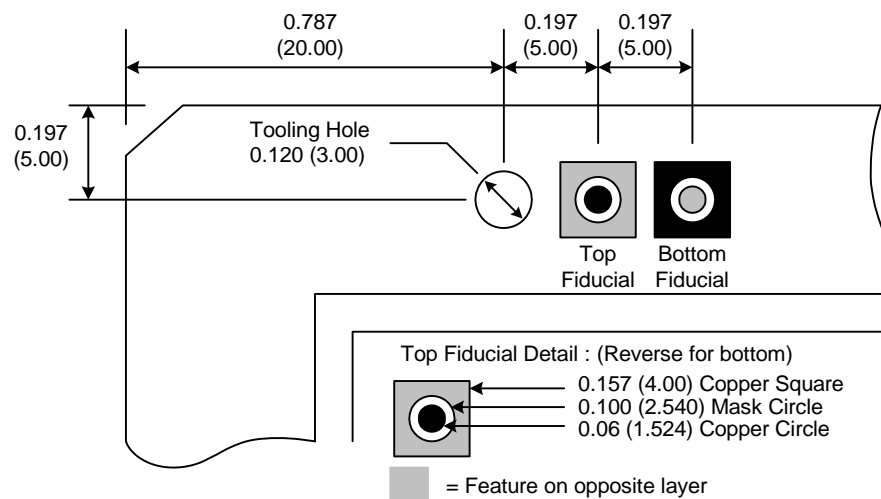 0.787
(20.00)
0.197
(5.00)
0.197
(5.00)
0.197
(5.00)
Tooling Hole
0.120 (3.00)
Top
Fiducial
Bottom
Fiducial
Top Fiducial Detail : (Reverse for bottom)
0.157 (4.00) Copper Square
0.100 (2.540) Mask Circle
0.06 (1.524) Copper Circle
= Feature on opposite layer